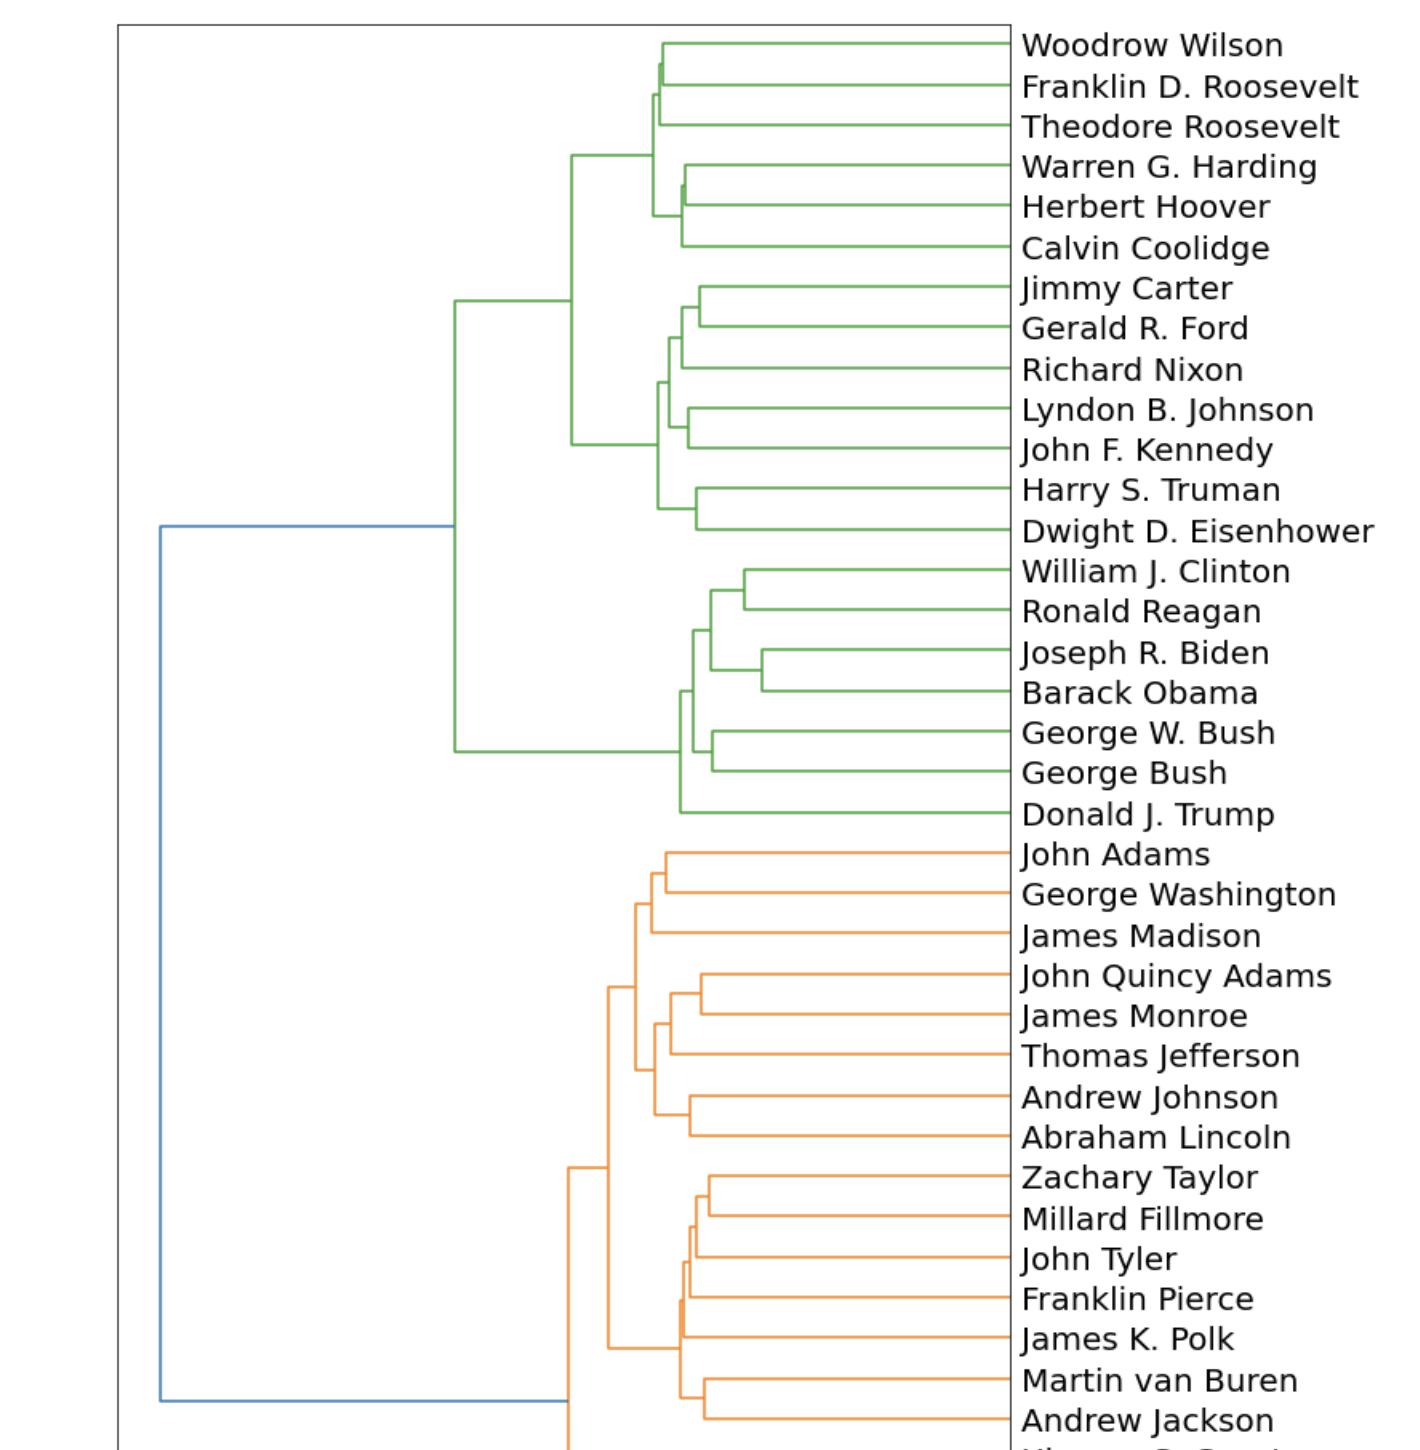 Woodrow Wilson
Franklin D. Roosevelt
Theodore Roosevelt
Warren G. Harding
Herbert Hoover
Calvin Coolidge
Jimmy Carter
Gerald R. Ford
Richard Nixon
Lyndon B. Johnson
John F. Kennedy
Harry S. Truman
Dwight D. Eisenhower
William J. Clinton
Ronald Reagan
Joseph R. Biden
Barack Obama
George W. Bush
George Bush
Donald J. Trump
John Adams
George Washington
James Madison
John Quincy Adams
James Monroe
Thomas Jefferson
Andrew Johnson
Abraham Lincoln
Zachary Taylor
Millard Fillmore
John Tyler
Franklin Pierce
James K. Polk
Martin van Buren
Andrew Jackson